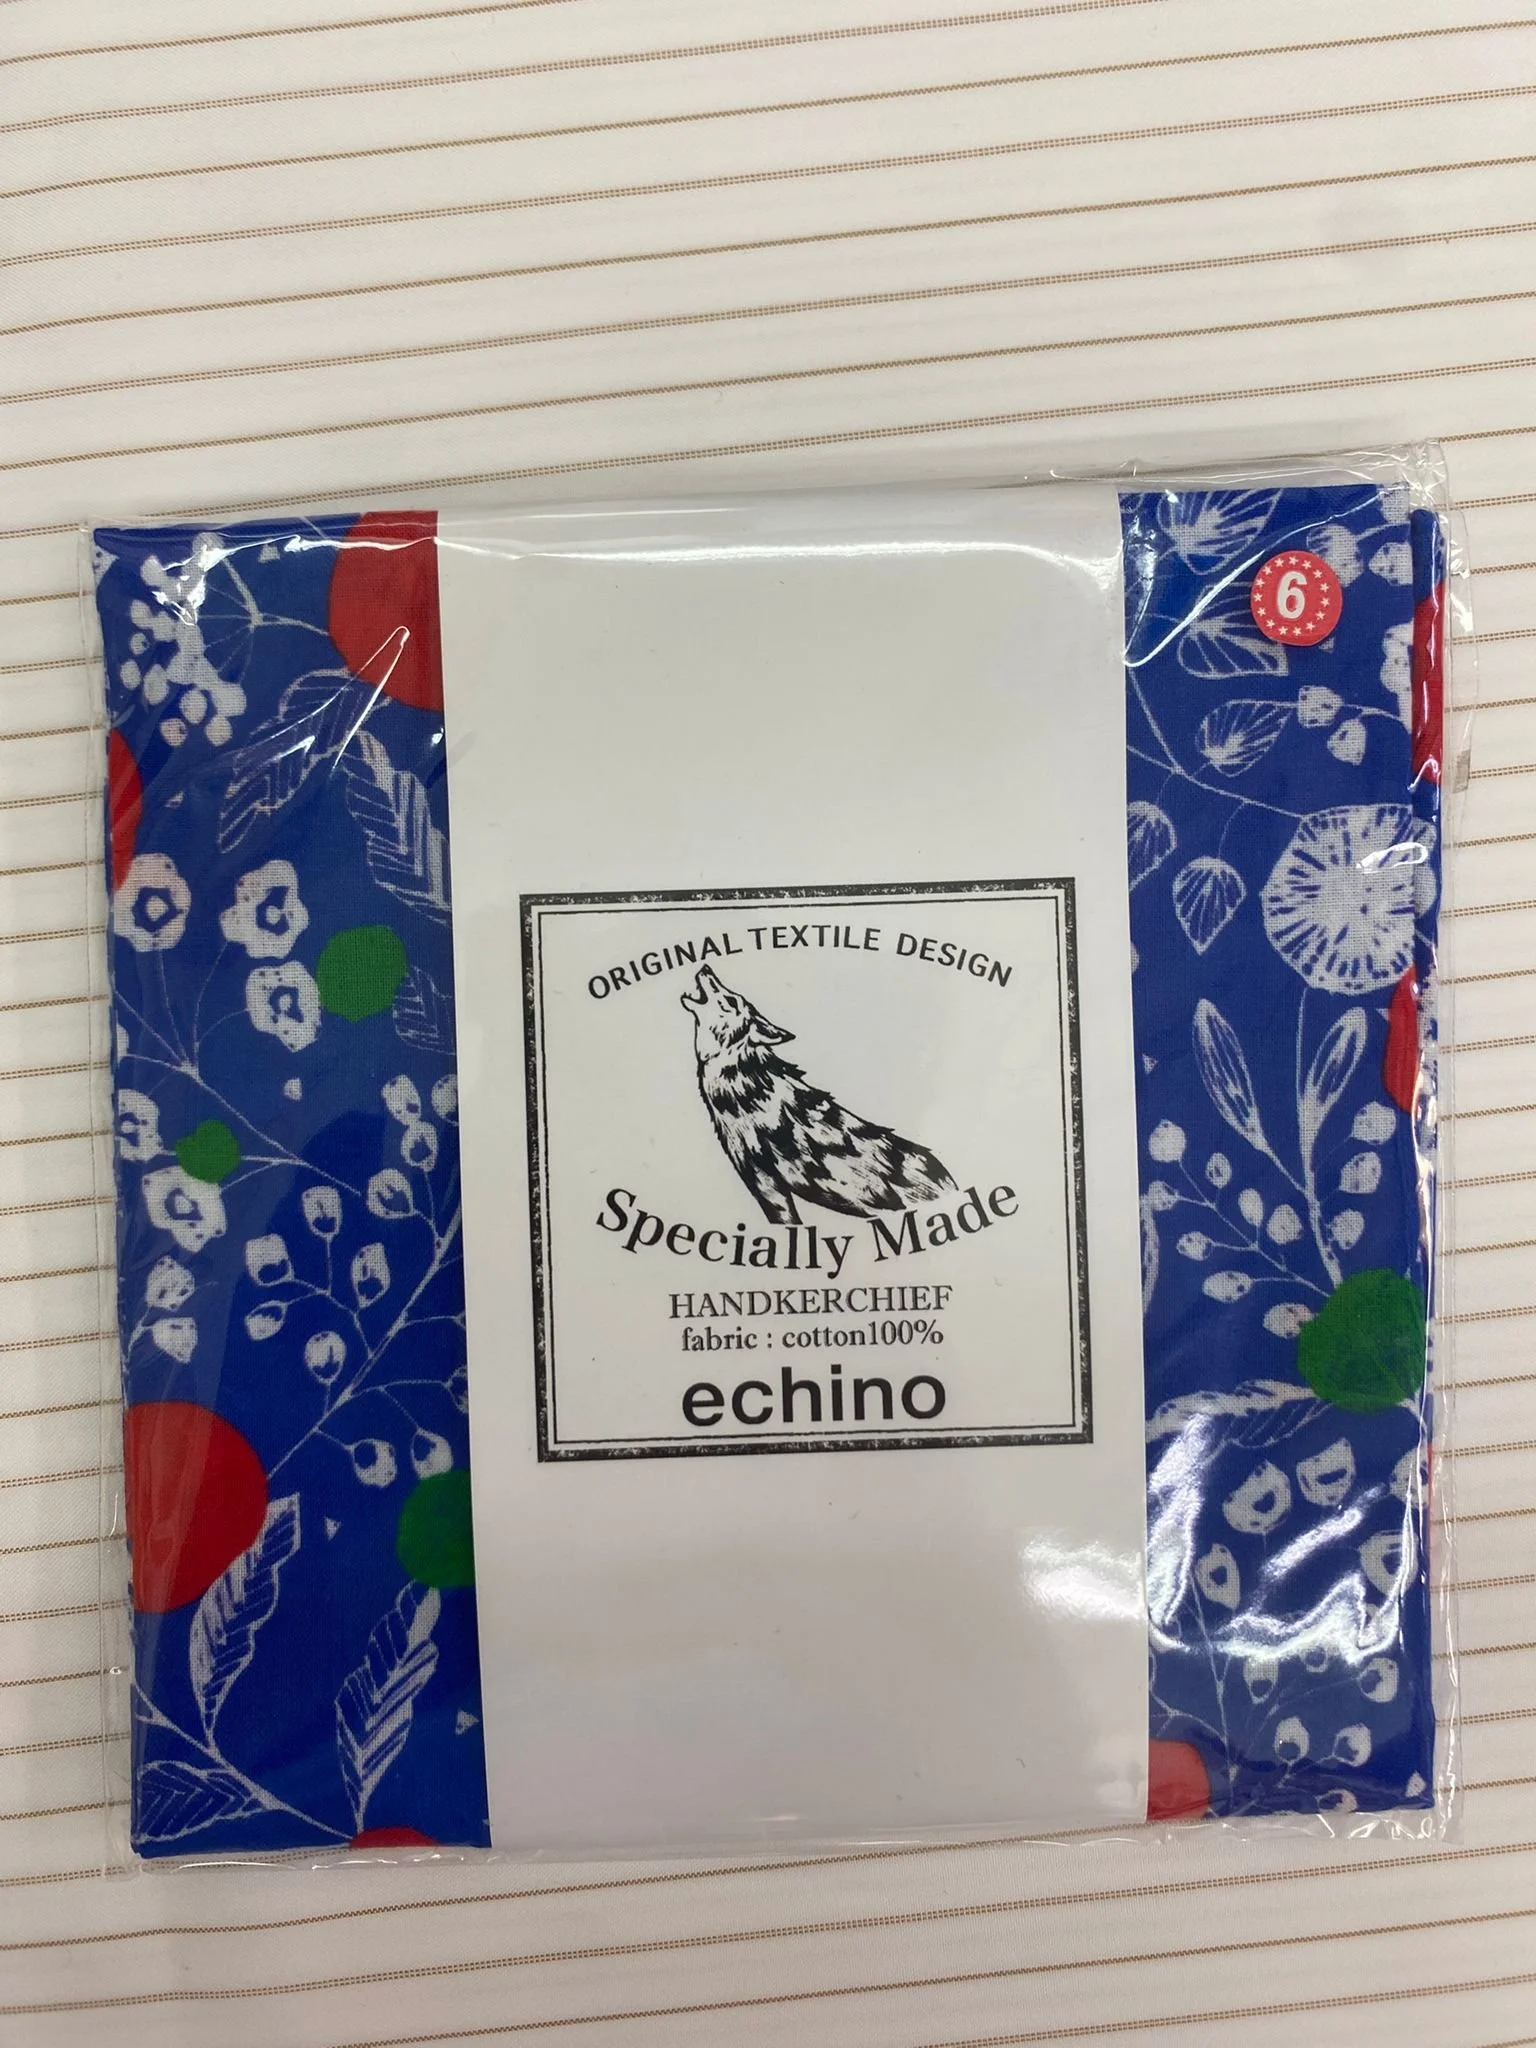 6
ORIGINAL TEXTILE DESIGN
Specially Made
HANDKERCHIEF
fabric : cotton100%
echino